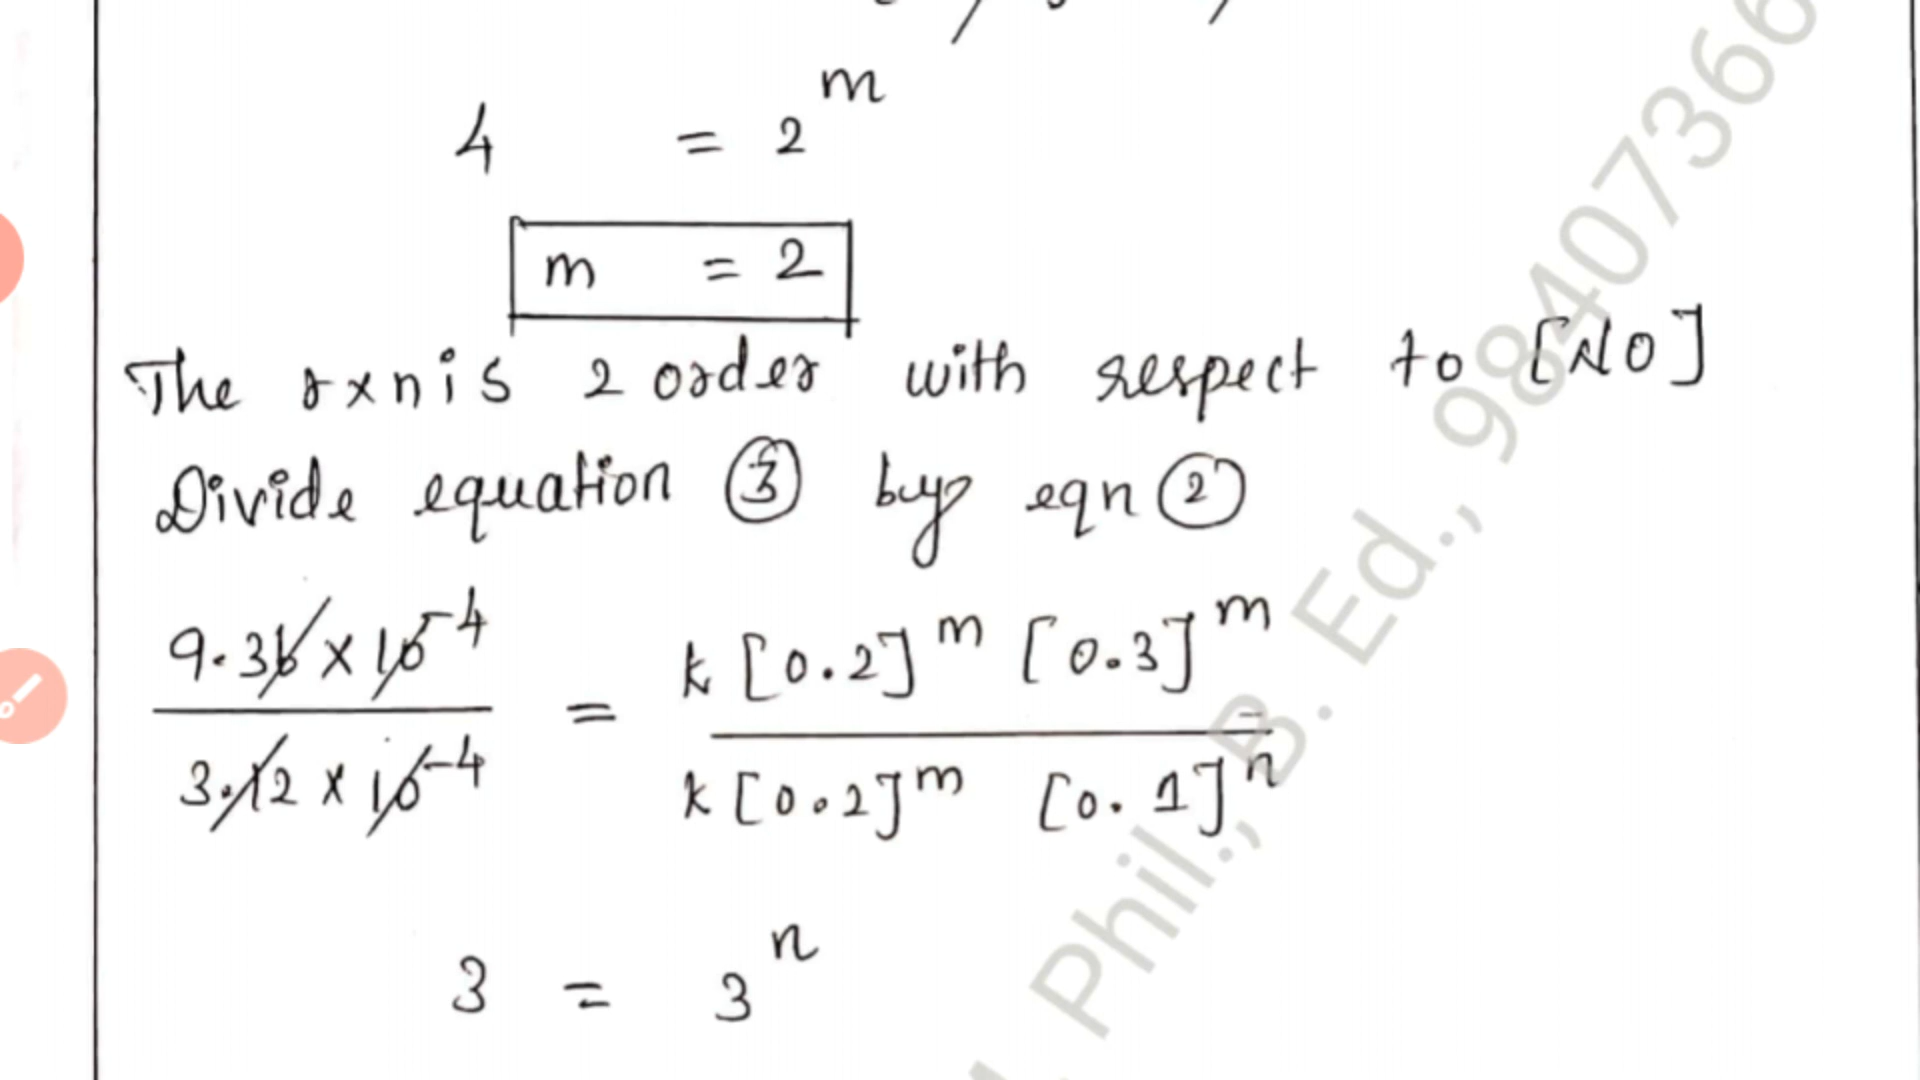 4 = 2^m
m = 2
The rxn is 2 order with respect to [NO]
Divide equation ③ by eqn ②
9.36 × 10^-4 / 3.12 × 10^-4 = k [0.2]^m [0.3]^m / k [0.2]^m [0.1]^n
3 = 3^n
Phil., B. Ed., 98407366